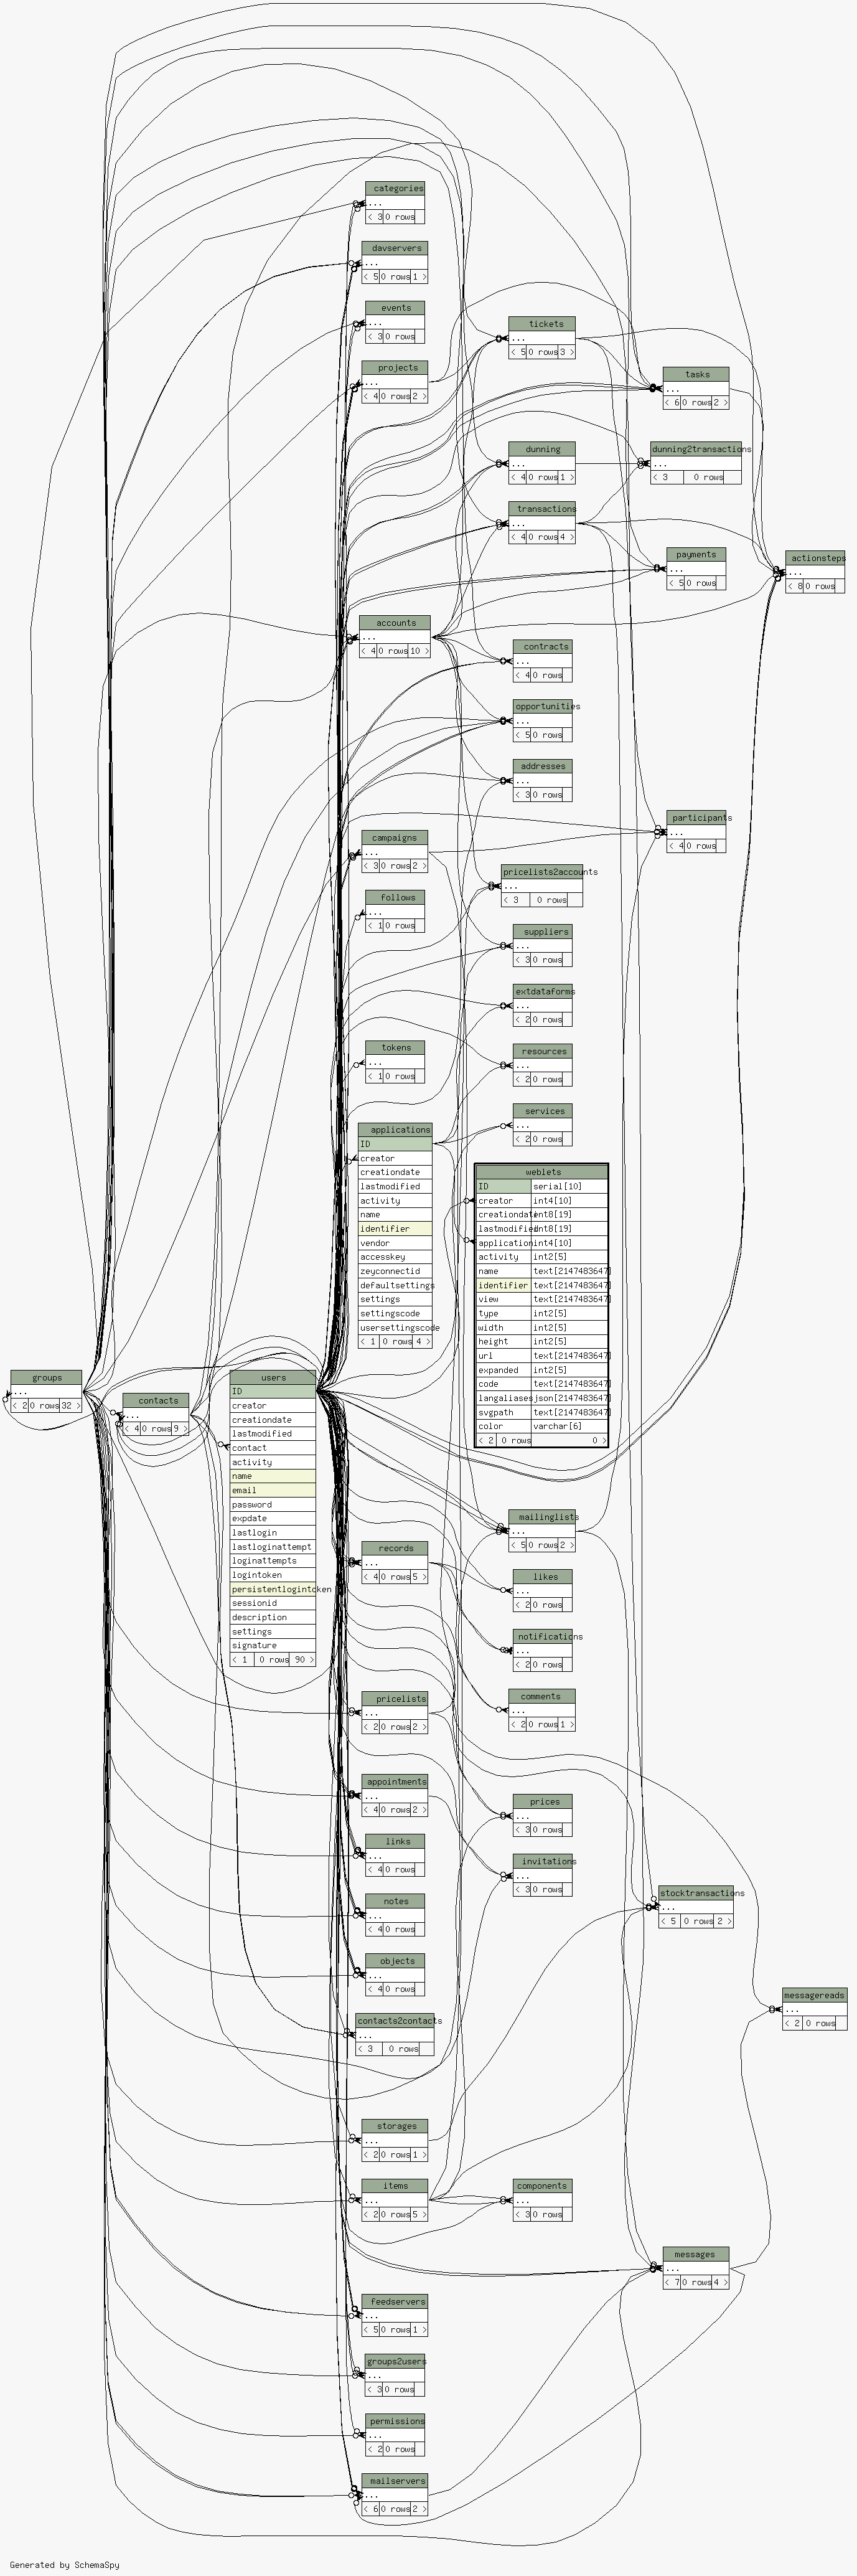 categories
...
< 3 0 rows
davservers
...
< 5 0 rows 1 >
events
...
< 3 0 rows
projects
...
< 4 0 rows 2 >
tickets
...
< 5 0 rows 3 >
tasks
...
< 6 0 rows 2 >
dunning
...
< 4 0 rows 1 >
dunning2transactions
...
< 3 0 rows
transactions
...
< 4 0 rows 4 >
payments
...
< 5 0 rows
actionsteps
...
< 8 0 rows
accounts
...
< 4 0 rows 10 >
contracts
...
< 4 0 rows
opportunities
...
< 5 0 rows
addresses
...
< 3 0 rows
participants
...
< 4 0 rows
campaigns
...
< 3 0 rows 2 >
pricelists2accounts
...
< 3 0 rows
follows
...
< 1 0 rows
suppliers
...
< 3 0 rows
extdataforms
...
< 2 0 rows
tokens
...
< 1 0 rows
resources
...
< 2 0 rows
services
...
< 2 0 rows
applications
ID
creator
creationdate
lastmodified
activity
name
identifier
vendor
accesskey
zeyconnectid
defaultsettings
settings
settingscode
usersettingscode
< 1 0 rows 4 >
weblets
ID serial[10]
creator int4[10]
creationdate int8[19]
lastmodified int8[19]
application int4[10]
activity int2[5]
name text[2147483647]
identifier text[2147483647]
view text[2147483647]
type int2[5]
width int2[5]
height int2[5]
url text[2147483647]
expanded int2[5]
code text[2147483647]
langaliases json[2147483647]
svgpath text[2147483647]
color varchar[6]
< 2 0 rows 0 >
groups
...
< 2 0 rows 32 >
contacts
...
< 4 0 rows 9 >
users
ID
creator
creationdate
lastmodified
contact
activity
name
email
password
expdate
lastlogin
lastloginattempt
loginattempts
logintoken
persistentlogintoken
sessionid
description
settings
signature
< 1 0 rows 90 >
mailinglists
...
< 5 0 rows 2 >
records
...
< 4 0 rows 5 >
likes
...
< 2 0 rows
notifications
...
< 2 0 rows
pricelists
...
< 2 0 rows 2 >
comments
...
< 2 0 rows 1 >
appointments
...
< 4 0 rows 2 >
prices
...
< 3 0 rows
links
...
< 4 0 rows
invitations
...
< 3 0 rows
notes
...
< 4 0 rows
stocktransactions
...
< 5 0 rows 2 >
objects
...
< 4 0 rows
messagereads
...
< 2 0 rows
contacts2contacts
...
< 3 0 rows
storages
...
< 2 0 rows 1 >
items
...
< 2 0 rows 5 >
components
...
< 3 0 rows
messages
...
< 7 0 rows 4 >
feedservers
...
< 5 0 rows 1 >
groups2users
...
< 3 0 rows
permissions
...
< 2 0 rows
mailservers
...
< 6 0 rows 2 >
Generated by SchemaSpy